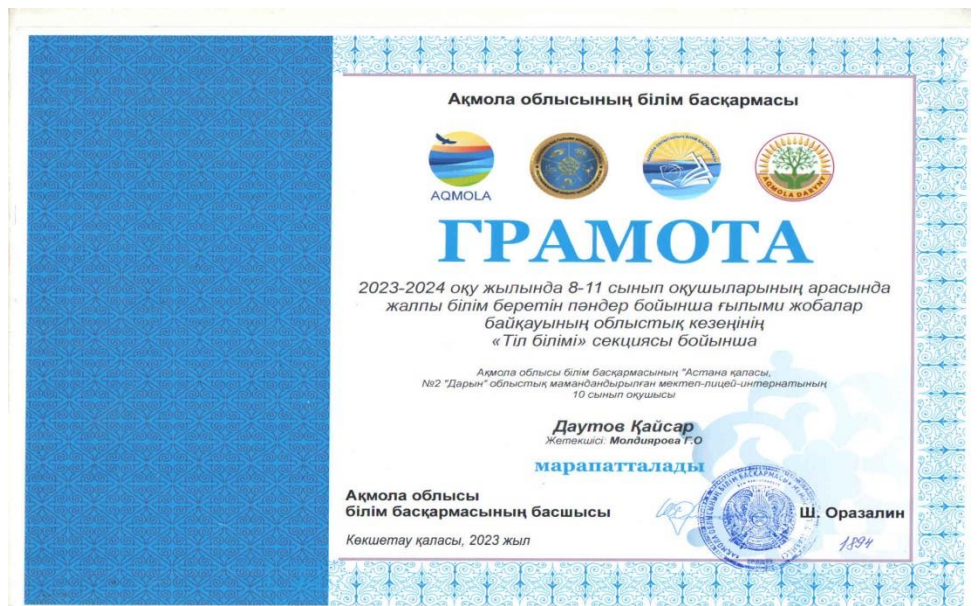 Ақмола облысының білім басқармасы
AQMOLA
AQMOLA DARYNY
ГРАМОТА
2023-2024 оқу жылында 8-11 сынып оқушыларының арасында
жалпы білім беретін пәндер бойынша ғылыми жобалар
байқауының облыстық кезеңінің
«Тіл білімі» секциясы бойынша
Ақмола облысы білім басқармасының "Астана қаласы,
№2 "Дарын" облыстық мамандандырылған мектеп-лицей-интернатының
10 сынып оқушысы
Даутов Қайсар
Жетекшісі: Молдиярова Г.О
марапатталады
Ақмола облысы
білім басқармасының басшысы
Ш. Оразалин
Көкшетау қаласы, 2023 жыл
1894